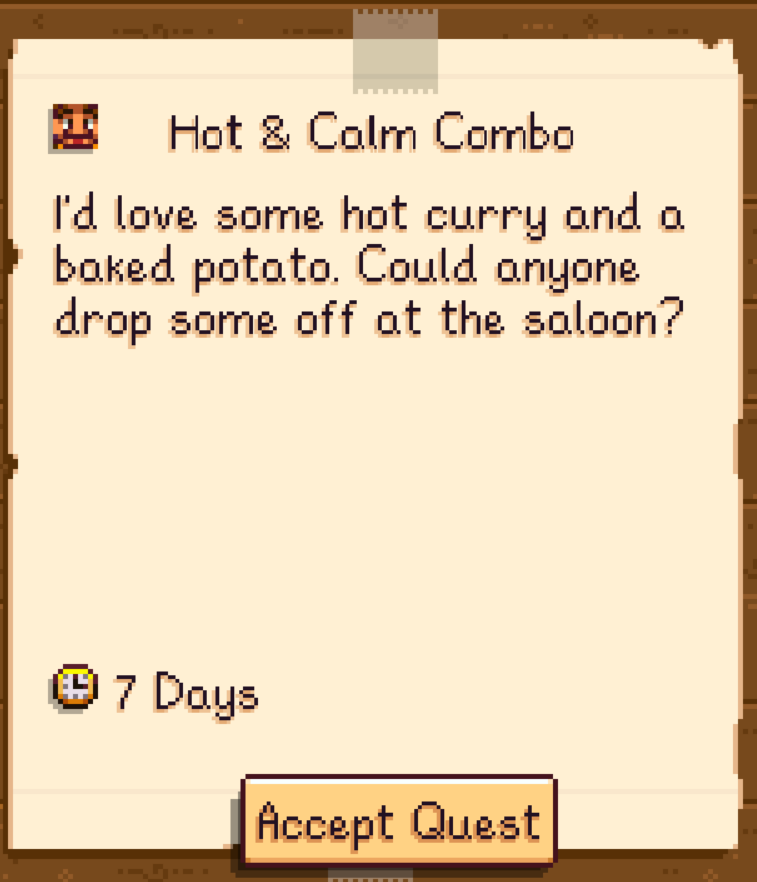 Hot & Calm Combo
I'd love some hot curry and a
baked potato. Could anyone
drop some off at the saloon?
7 Days
Accept Quest